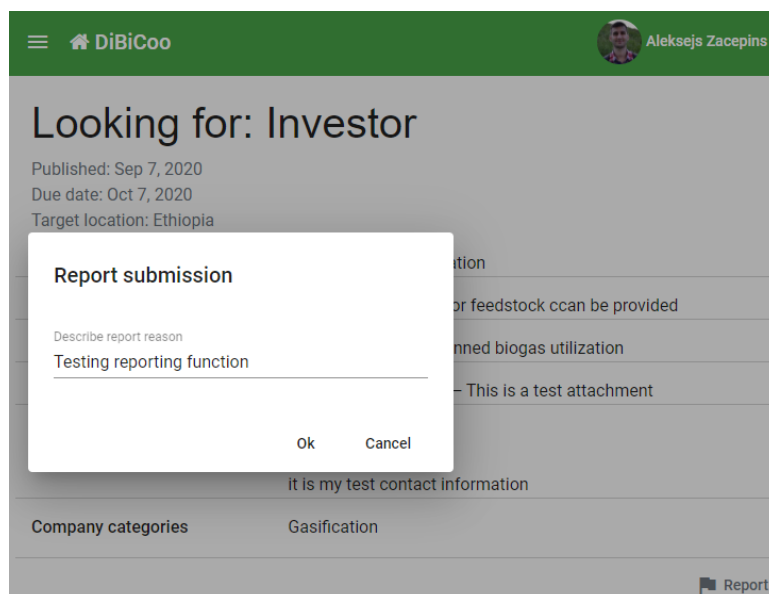 DiBiCoo
Aleksejs Zacepins
Looking for: Investor
Published: Sep 7, 2020
Due date: Oct 7, 2020
Target location: Ethiopia
Report submission
Describe report reason
Testing reporting function
Ok Cancel
or feedstock ccan be provided
biogas utilization
– This is a test attachment
it is my test contact information
Company categories Gasification
Report